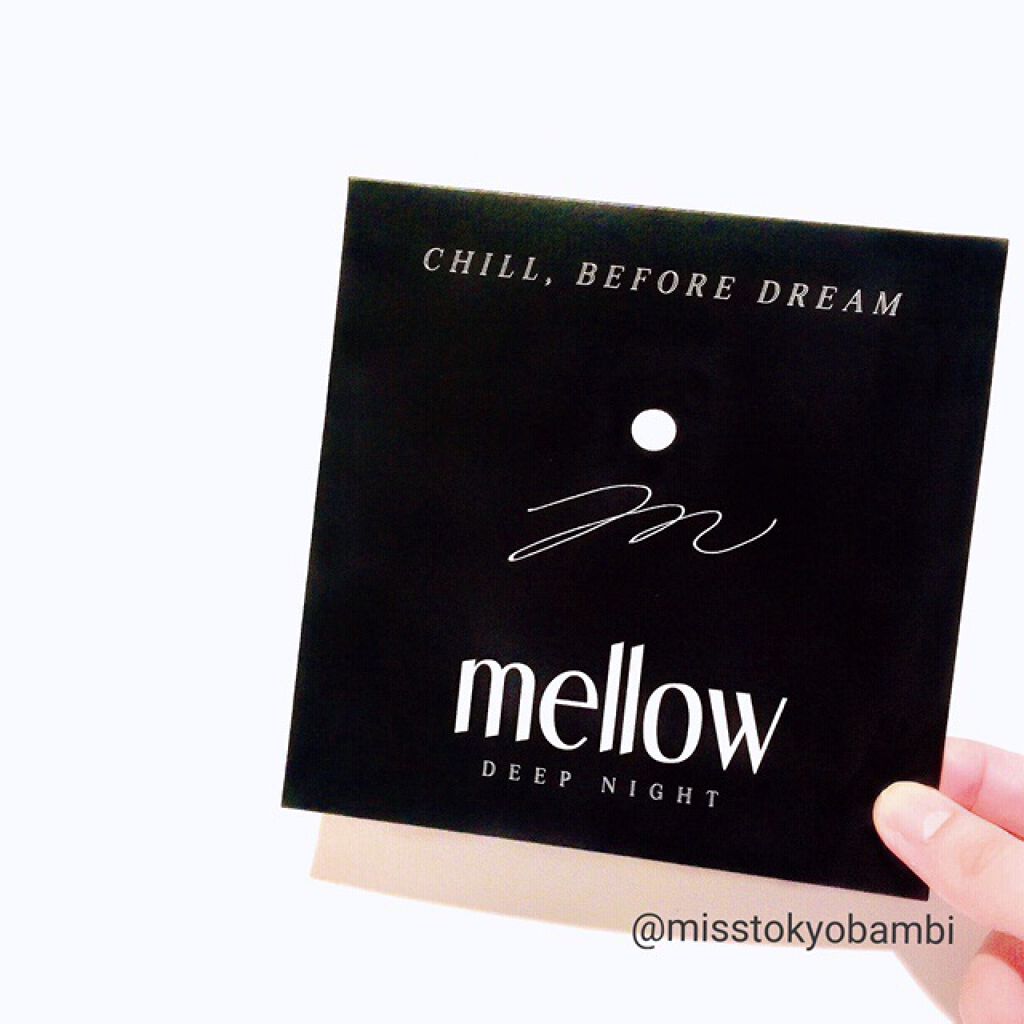 CHILL, BEFORE DREAM
m
mellow
DEEP NIGHT
@misstokyobambi